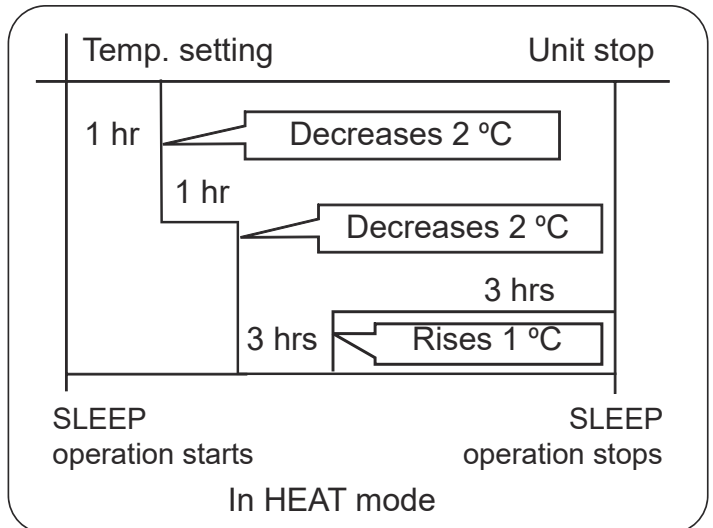 Temp. setting
Unit stop
1 hr
Decreases 2 ºC
1 hr
Decreases 2 ºC
3 hrs
3 hrs
Rises 1 ºC
SLEEP
operation starts
SLEEP
operation stops
In HEAT mode